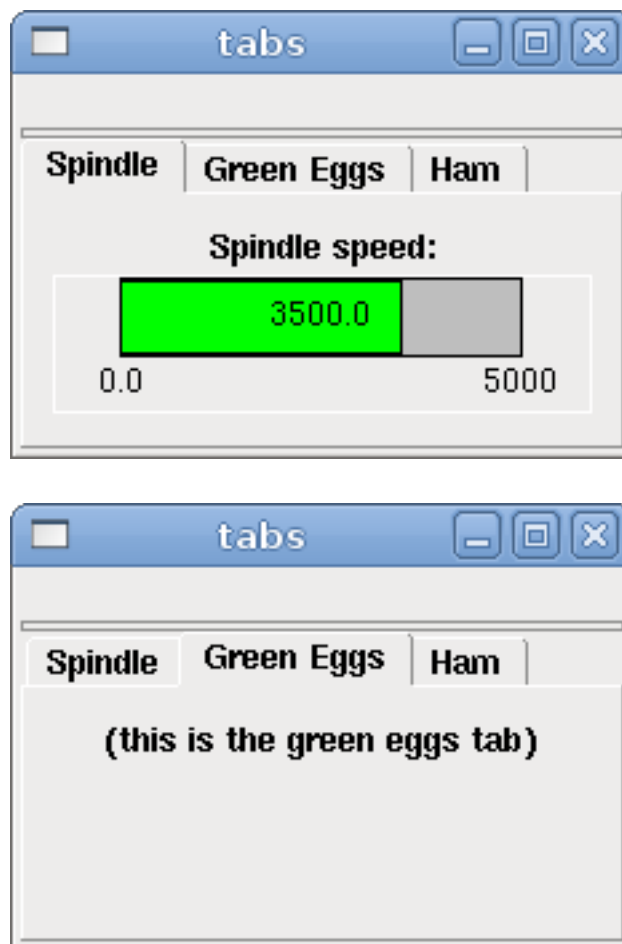 tabs
Spindle Green Eggs Ham
Spindle speed:
3500.0
0.0 5000
tabs
Spindle Green Eggs Ham
(this is the green eggs tab)